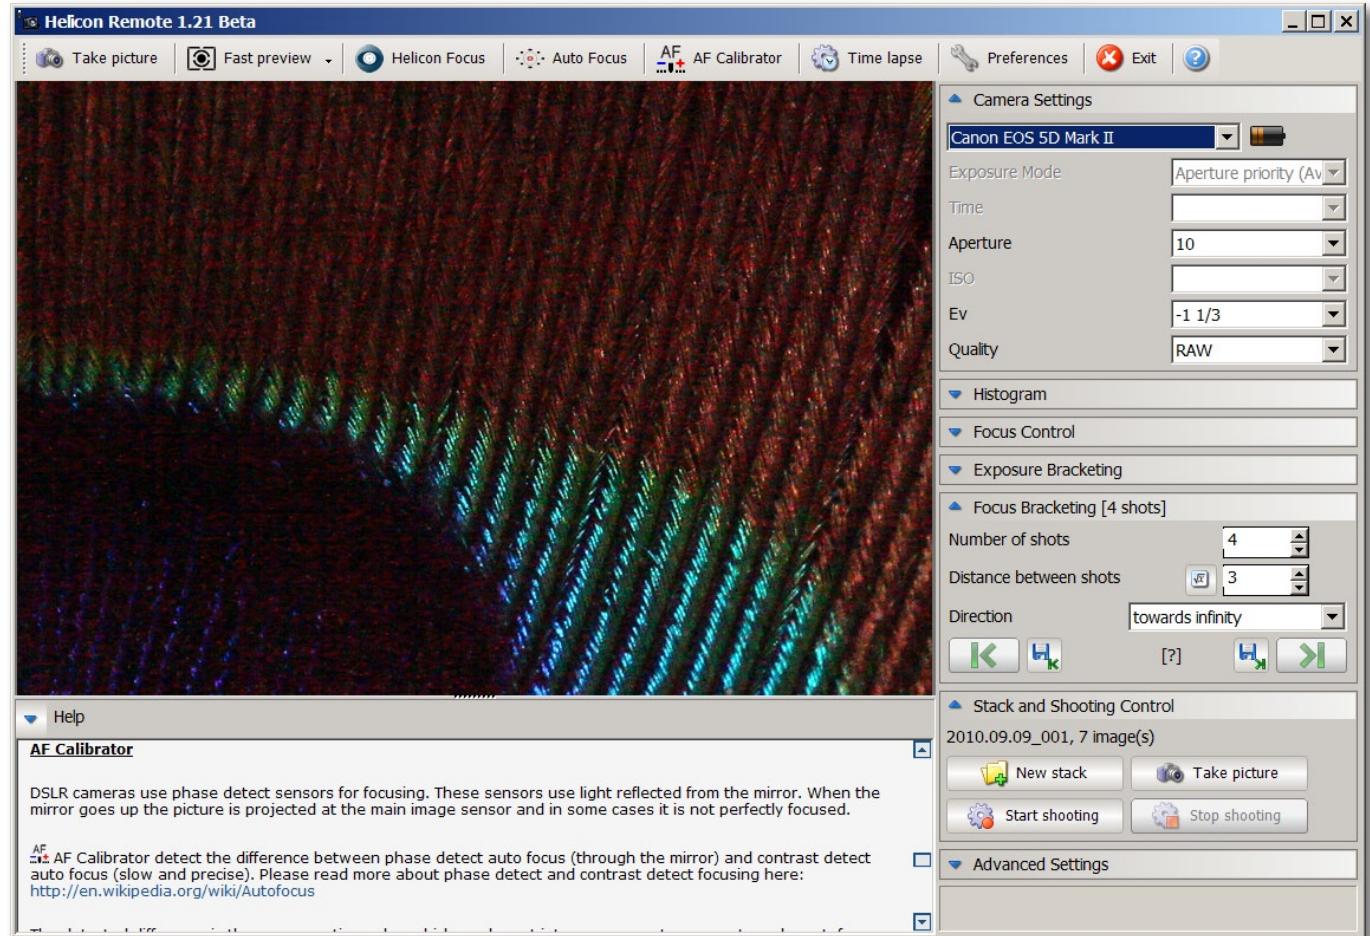 Helicon Remote 1.21 Beta
Take picture Fast preview Helicon Focus Auto Focus AF AF Calibrator Time lapse Preferences Exit
Camera Settings
Canon EOS 5D Mark II
Exposure Mode Aperture priority (Av
Time
Aperture 10
ISO
Ev -1 1/3
Quality RAW
Histogram
Focus Control
Exposure Bracketing
Focus Bracketing [4 shots]
Number of shots 4
Distance between shots 3
Direction towards infinity
[?]
Stack and Shooting Control
2010.09.09_001, 7 image(s)
New stack Take picture
Start shooting Stop shooting
Advanced Settings
Help
AF Calibrator
DSLR cameras use phase detect sensors for focusing. These sensors use light reflected from the mirror. When the
mirror goes up the picture is projected at the main image sensor and in some cases it is not perfectly focused.
AF AF Calibrator detect the difference between phase detect auto focus (through the mirror) and contrast detect
auto focus (slow and precise). Please read more about phase detect and contrast detect focusing here:
http://en.wikipedia.org/wiki/Autofocus